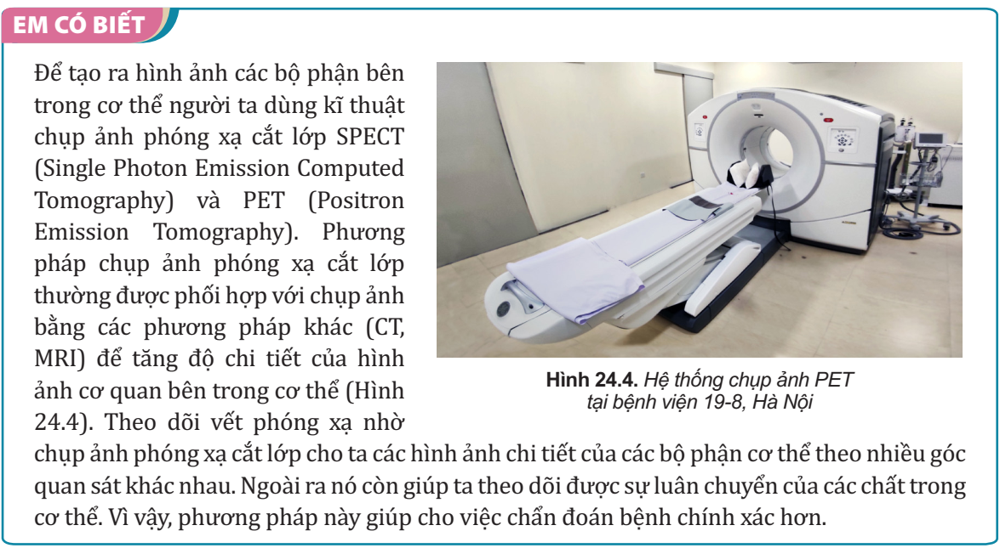 EM CÓ BIẾT
Để tạo ra hình ảnh các bộ phận bên
trong cơ thể người ta dùng kĩ thuật
chụp ảnh phóng xạ cắt lớp SPECT
(Single Photon Emission Computed
Tomography) và PET (Positron
Emission Tomography). Phương
pháp chụp ảnh phóng xạ cắt lớp
thường được phối hợp với chụp ảnh
bằng các phương pháp khác (CT,
MRI) để tăng độ chi tiết của hình
ảnh cơ quan bên trong cơ thể (Hình
24.4). Theo dõi vết phóng xạ nhờ
chụp ảnh phóng xạ cắt lớp cho ta các hình ảnh chi tiết của các bộ phận cơ thể theo nhiều góc
quan sát khác nhau. Ngoài ra nó còn giúp ta theo dõi được sự luân chuyển của các chất trong
cơ thể. Vì vậy, phương pháp này giúp cho việc chẩn đoán bệnh chính xác hơn.
Hình 24.4. Hệ thống chụp ảnh PET
tại bệnh viện 19-8, Hà Nội